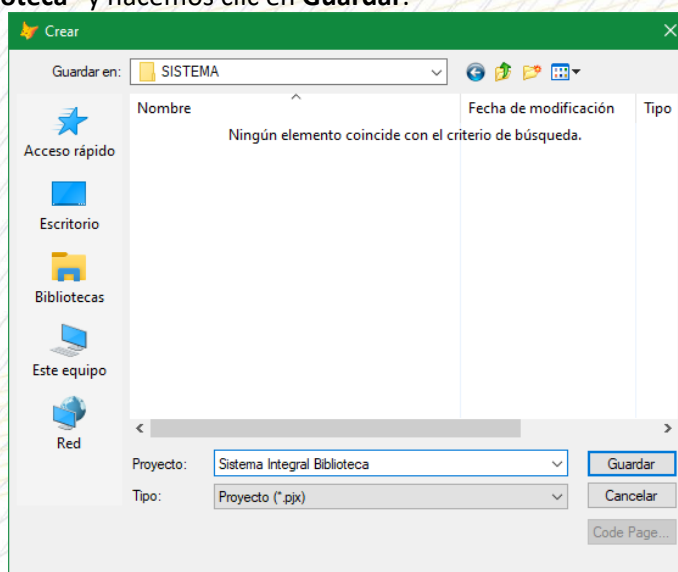 oteca" y hacemos clic en Guardar.
Crear
Guardar en: SISTEMA
Nombre Fecha de modificación Tipo
Ningún elemento coincide con el criterio de búsqueda.
Acceso rápido
Escritorio
Bibliotecas
Este equipo
Red
Proyecto: Sistema Integral Biblioteca Guardar
Tipo: Proyecto (*.pjx) Cancelar
Code Page...